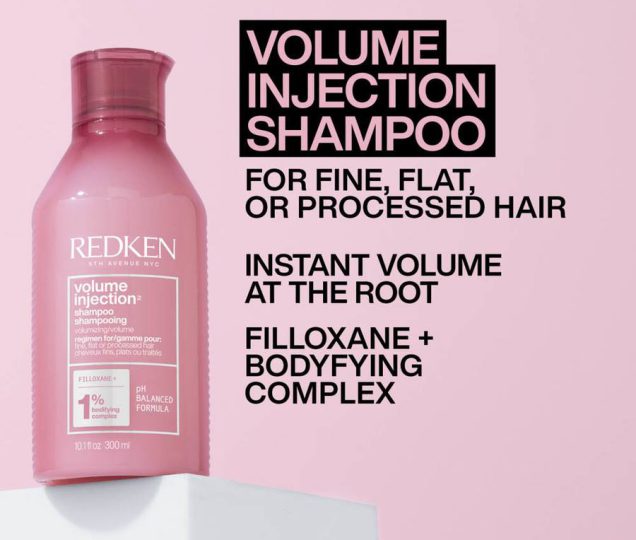 VOLUME
INJECTION
SHAMPOO
FOR FINE, FLAT,
OR PROCESSED HAIR
INSTANT VOLUME
AT THE ROOT
FILLOXANE +
BODYFYING
COMPLEX
REDKEN
5TH AVENUE NYC
volume
injection²
shampoo
shampooing
volumizing/volume
regimen for/gamme pour:
fine, flat or processed hair
cheveux fins, plats ou traités
FILLOXANE +
1%
bodifying
complex
pH
BALANCED
FORMULA
10.1 fl oz 300 ml